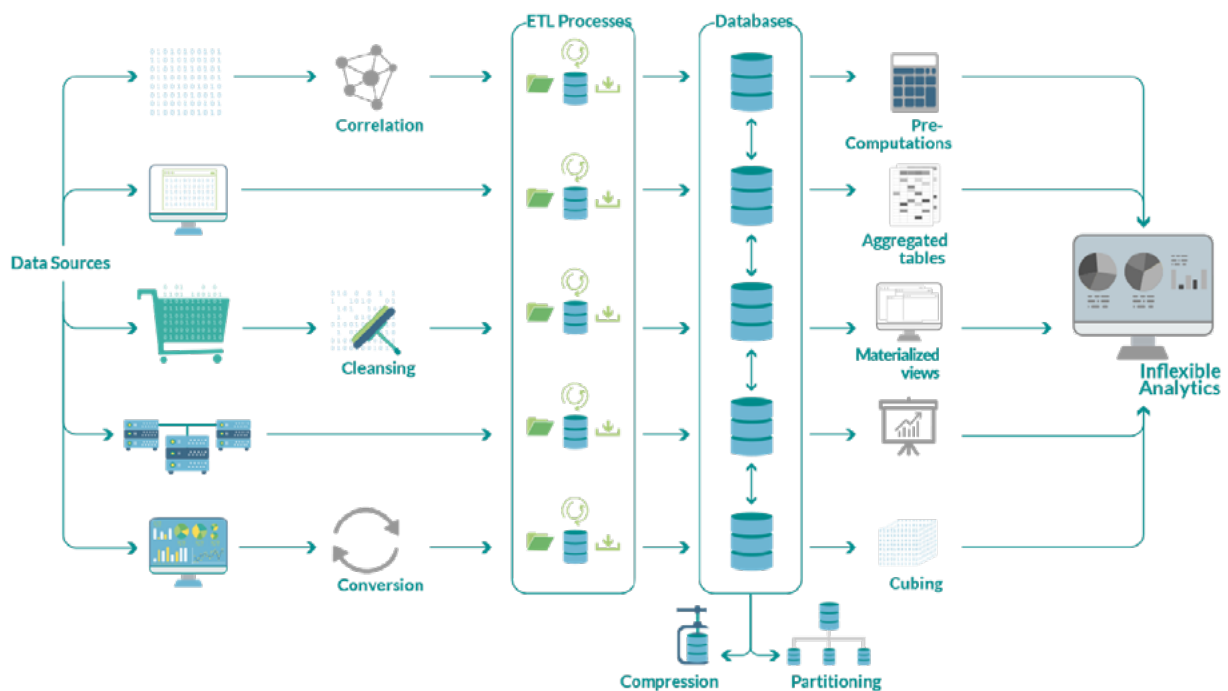 ETL Processes
Databases
Correlation
Pre-
Computations
Data Sources
Aggregated
tables
Cleansing
Materialized
views
Inflexible
Analytics
Conversion
Cubing
Compression
Partitioning